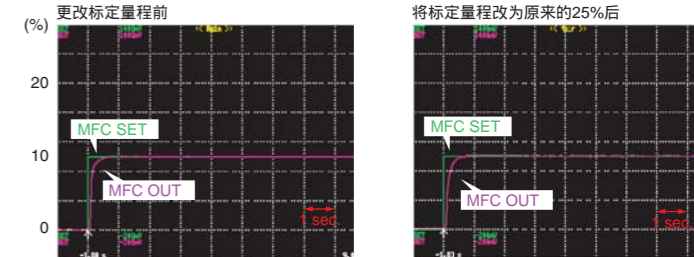 更改标定量程前
(%)
20
MFC SET
10
MFC OUT
1 sec.
0
将标定量程改为原来的25%后
MFC SET
MFC OUT
1 sec.